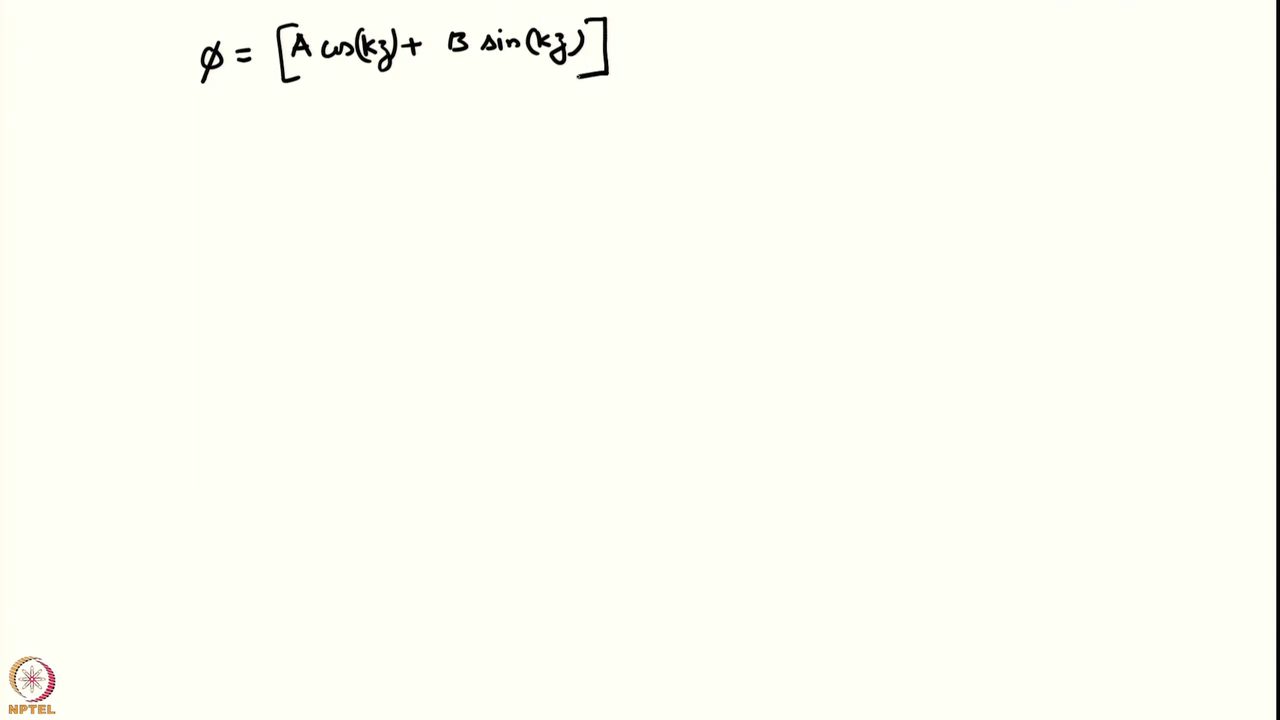 φ = [A cos(kz) + B sin(kz)]
NPTEL